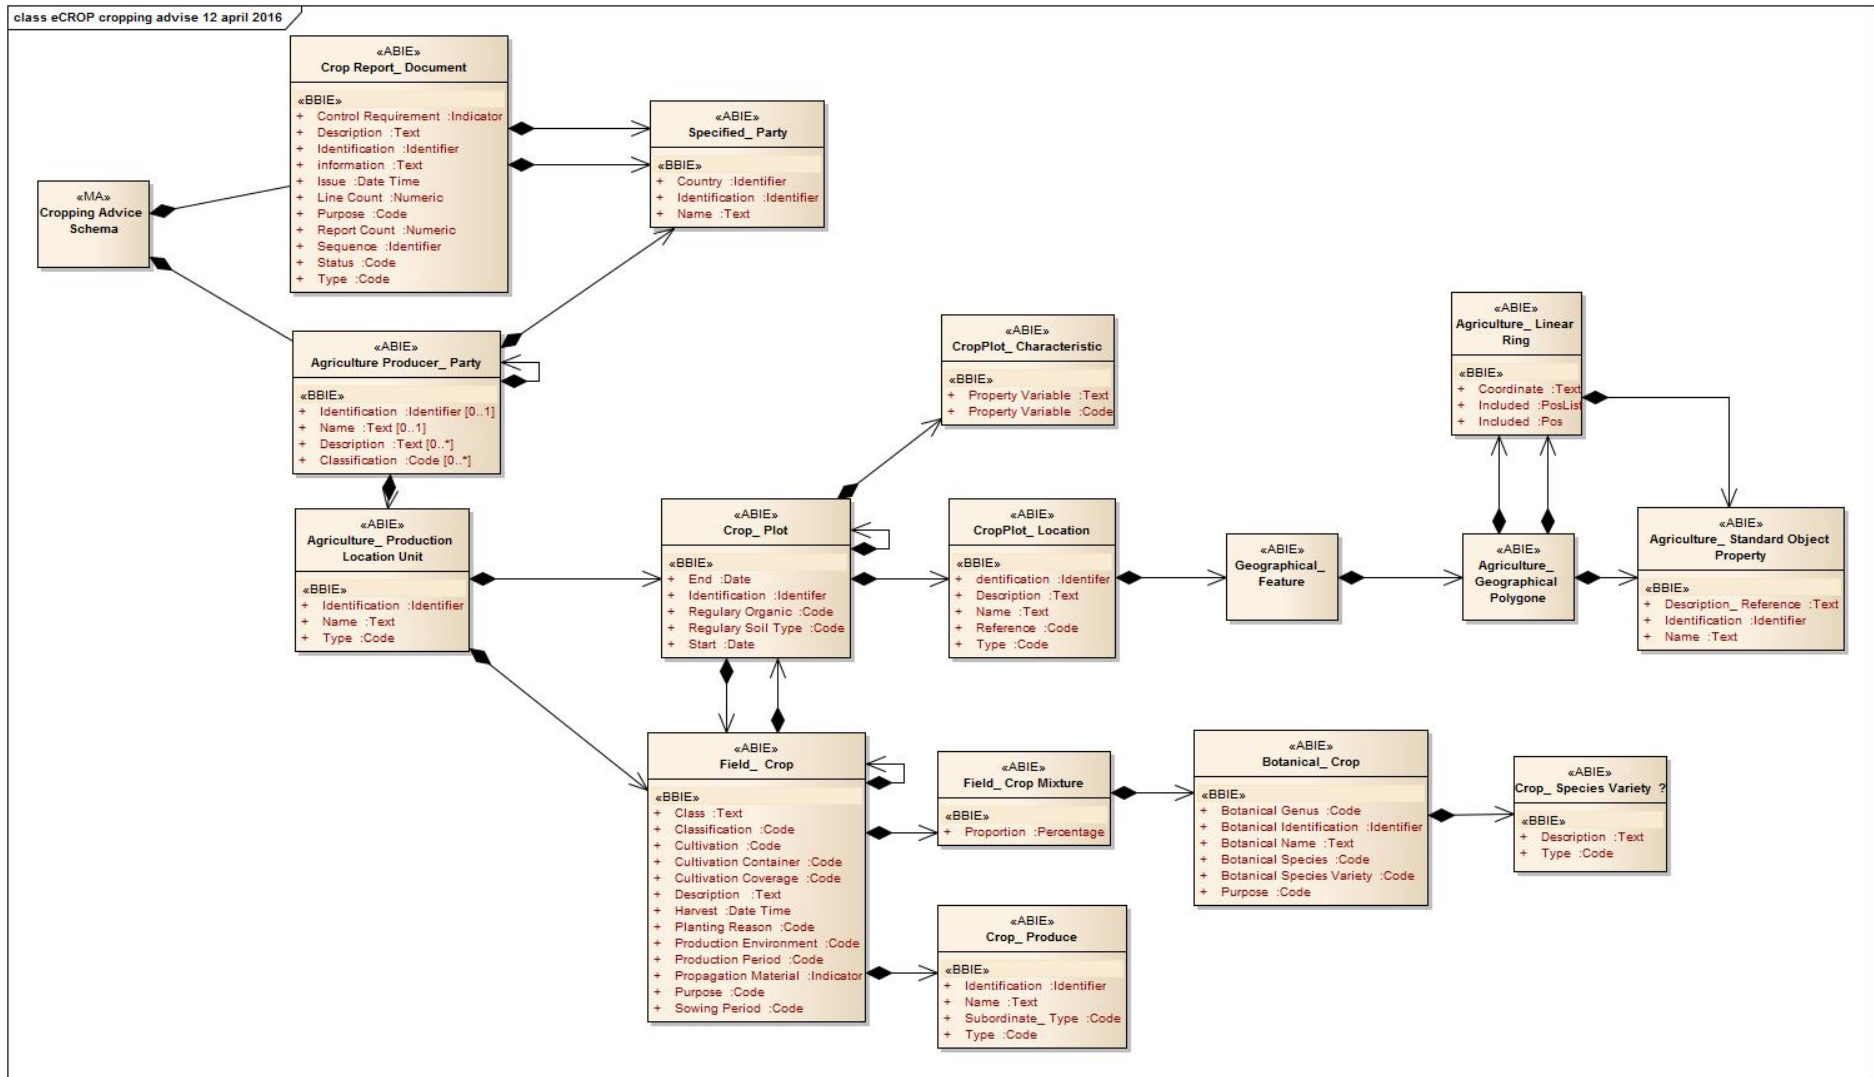 class eCROP cropping advise 12 april 2016
«ABIE»
Crop Report_ Document
«BBIE»
+ Control Requirement :Indicator
+ Description :Text
+ Identification :Identifier
+ information :Text
+ Issue :Date Time
+ Line Count :Numeric
+ Purpose :Code
+ Report Count :Numeric
+ Sequence :Identifier
+ Status :Code
+ Type :Code
«ABIE»
Specified_ Party
«BBIE»
+ Country :Identifier
+ Identification :Identifier
+ Name :Text
«MA»
Cropping Advice
Schema
«ABIE»
Agriculture Producer_ Party
«BBIE»
+ Identification :Identifier [0..1]
+ Name :Text [0..1]
+ Description :Text [0..*]
+ Classification :Code [0..*]
«ABIE»
CropPlot_ Characteristic
«BBIE»
+ Property Variable :Text
+ Property Variable :Code
«ABIE»
Agriculture_ Linear
Ring
«BBIE»
+ Coordinate :Text
+ Included :PosList
+ Included :Pos
«ABIE»
Agriculture_ Production
Location Unit
«BBIE»
+ Identification :Identifier
+ Name :Text
+ Type :Code
«ABIE»
Crop_ Plot
«BBIE»
+ End :Date
+ Identification :Identifer
+ Regulary Organic :Code
+ Regulary Soil Type :Code
+ Start :Date
«ABIE»
CropPlot_ Location
«BBIE»
+ dentification :Identifer
+ Description :Text
+ Name :Text
+ Reference :Code
+ Type :Code
«ABIE»
Geographical_
Feature
«ABIE»
Agriculture_
Geographical
Polygone
«ABIE»
Agriculture_ Standard Object
Property
«BBIE»
+ Description_ Reference :Text
+ Identification :Identifier
+ Name :Text
«ABIE»
Field_ Crop
«BBIE»
+ Class :Text
+ Classification :Code
+ Cultivation :Code
+ Cultivation Container :Code
+ Cultivation Coverage :Code
+ Description :Text
+ Harvest :Date Time
+ Planting Reason :Code
+ Production Environment :Code
+ Production Period :Code
+ Propagation Material :Indicator
+ Purpose :Code
+ Sowing Period :Code
«ABIE»
Field_ Crop Mixture
«BBIE»
+ Proportion :Percentage
«ABIE»
Botanical_ Crop
«BBIE»
+ Botanical Genus :Code
+ Botanical Identification :Identifier
+ Botanical Name :Text
+ Botanical Species :Code
+ Botanical Species Variety :Code
+ Purpose :Code
«ABIE»
Crop_ Species Variety ?
«BBIE»
+ Description :Text
+ Type :Code
«ABIE»
Crop_ Produce
«BBIE»
+ Identification :Identifier
+ Name :Text
+ Subordinate_ Type :Code
+ Type :Code